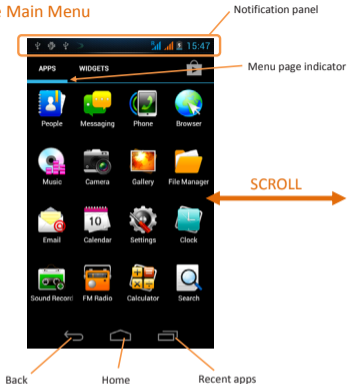 e Main Menu
Notification panel
15:47
APPS WIDGETS
Menu page indicator
People Messaging Phone Browser
Music Camera Gallery File Manager
SCROLL
10
Email Calendar Settings Clock
Sound Record FM Radio Calculator Search
Back Home Recent apps